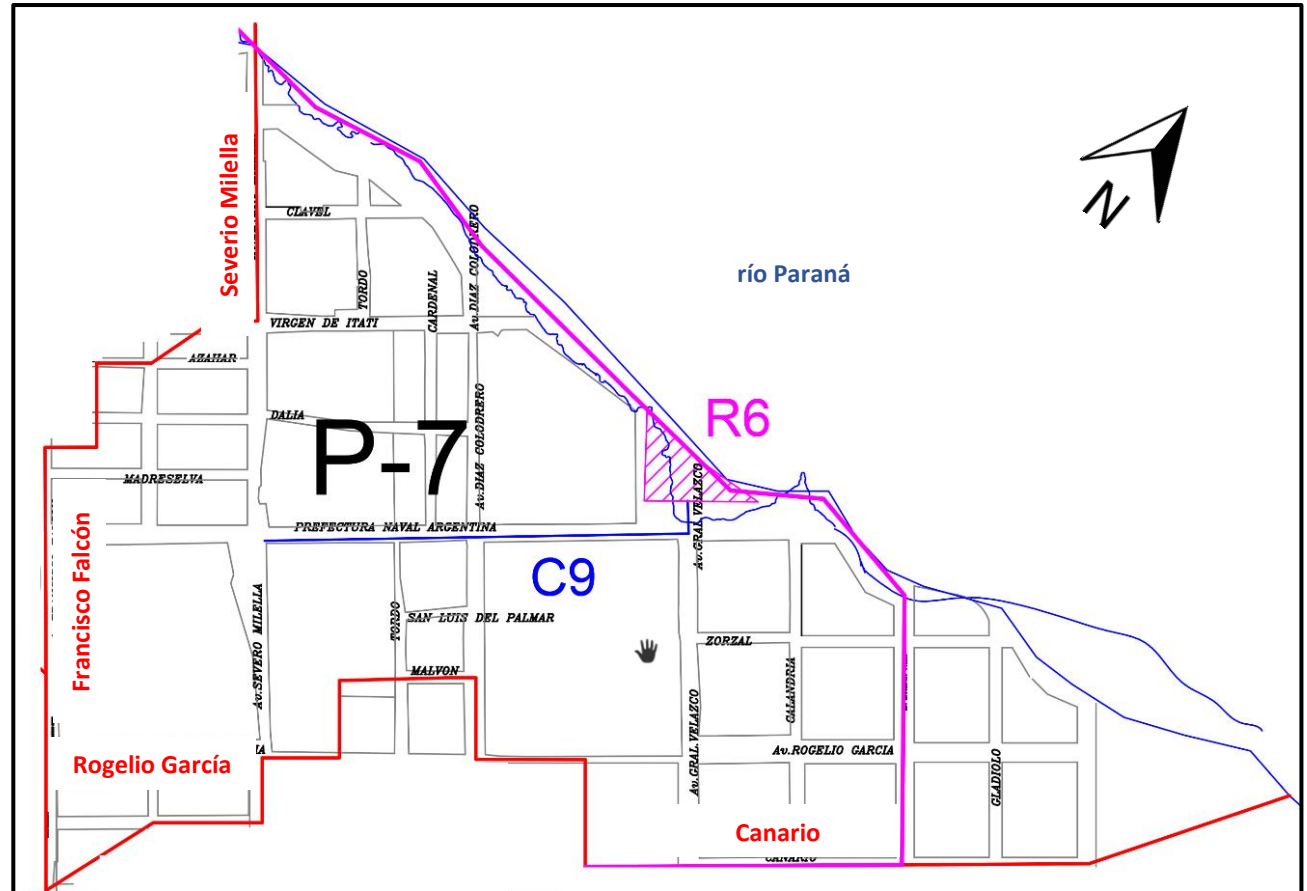 Severio Milella
CLAVEL
TORDO
CARDENAL
Av.DIAZ COLODRERO
VIRGEN DE ITATI
río Paraná
N
AZAHAR
DALIA
P-7
Av.DIAZ COLODRERO
R6
MADRESELVA
PREFECTURA NAVAL ARGENTINA
Av.GRAL.VELAZCO
C9
Francisco Falcón
Av.SEVERO MILELLA
TORDO
SAN LUIS DEL PALMAR
MALVON
ZORZAL
CALANDRIA
Av.GRAL.VELAZCO
Av.ROGELIO GARCIA
GLADIOLO
Rogelio García
IA
Canario
CANARIO